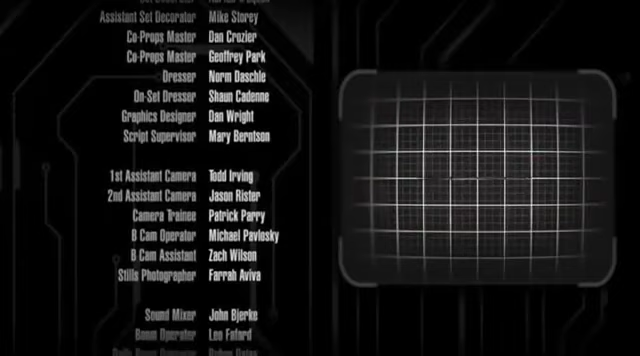 Assistant Set Decorator Mike Storey
Co-Props Master Dan Crozier
Co-Props Master Geoffrey Park
Dresser Norm Daschle
On-Set Dresser Shaun Cadenne
Graphics Designer Dan Wright
Script Supervisor Mary Berntson
1st Assistant Camera Todd Irving
2nd Assistant Camera Jason Rister
Camera Trainee Patrick Parry
B Cam Operator Michael Pavlosky
B Cam Assistant Zach Wilson
Stills Photographer Farrah Aviva
Sound Mixer John Bjerke
Boom Operator Leo Fafard